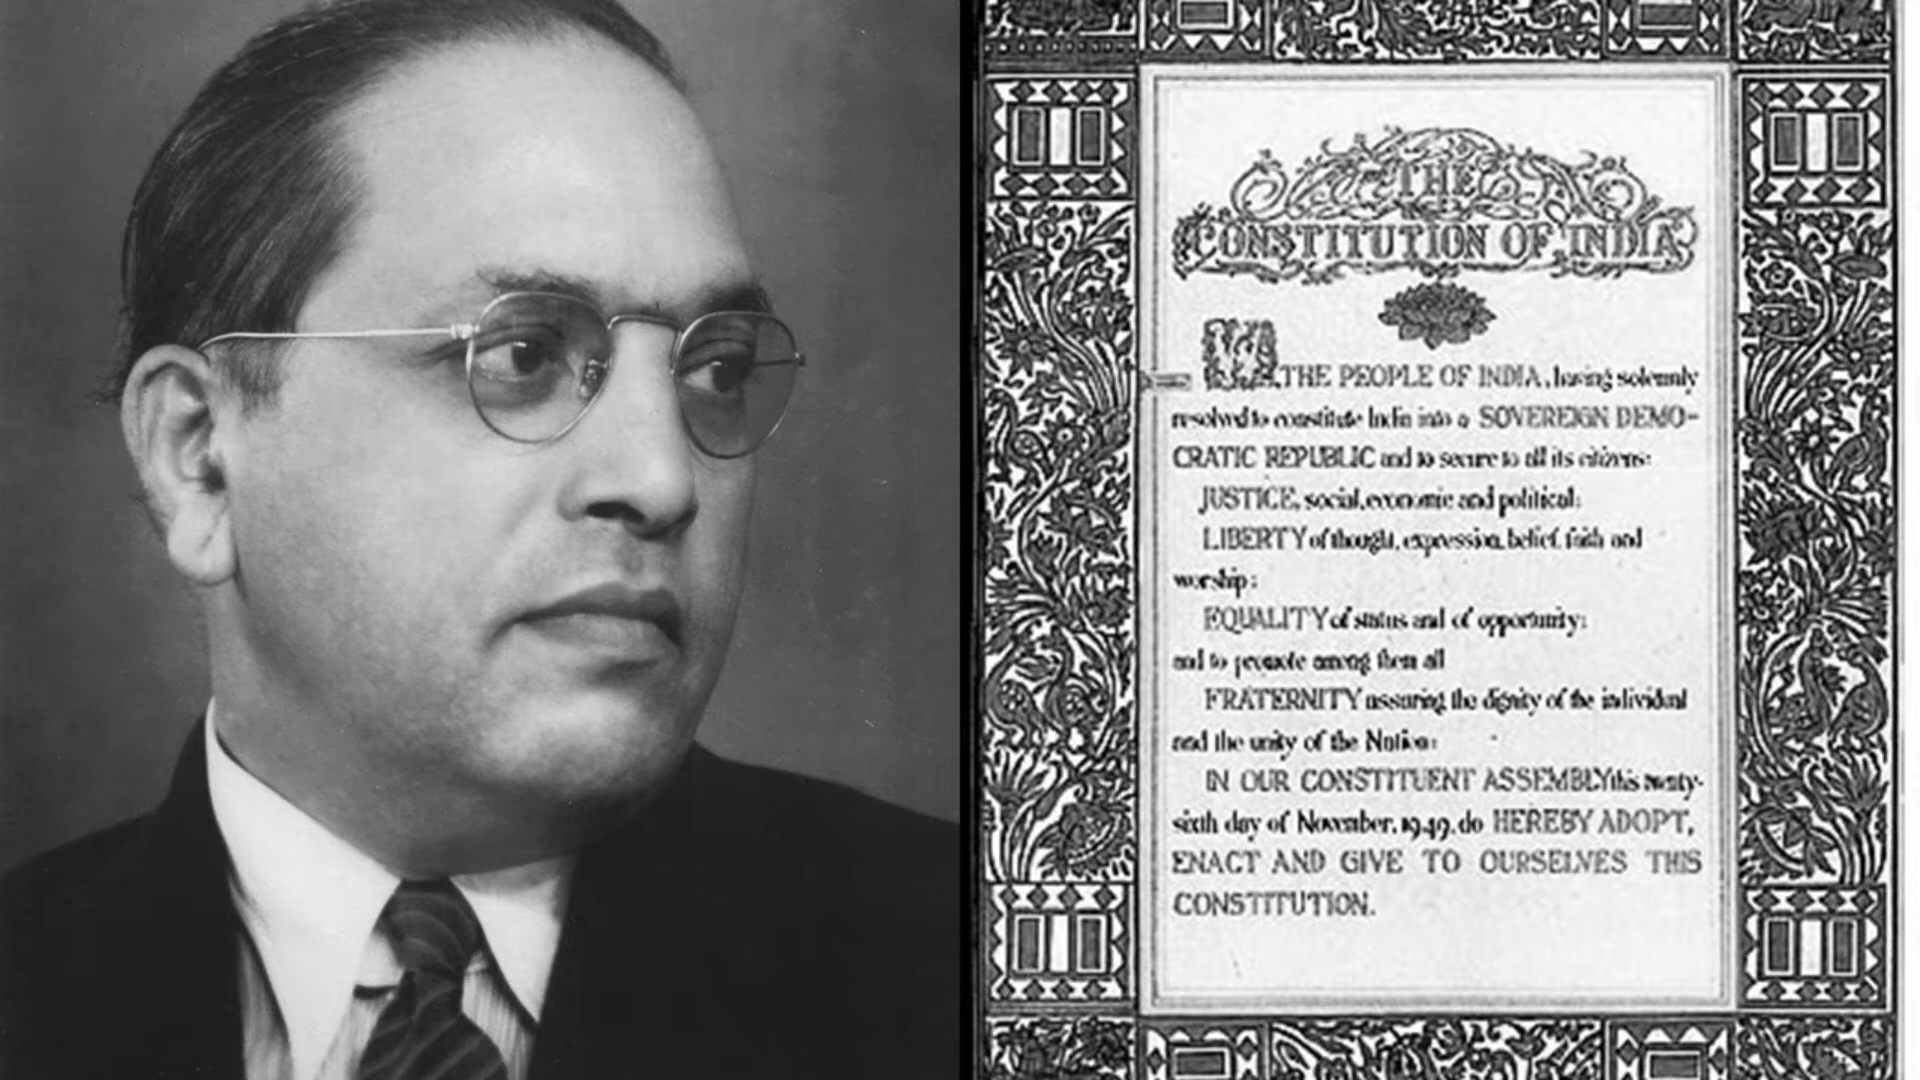 THE
CONSTITUTION OF INDIA
WE, THE PEOPLE OF INDIA, having solemnly
resolved to constitute India into a SOVEREIGN DEMO-
CRATIC REPUBLIC and to secure to all its citizens:
JUSTICE, social, economic and political;
LIBERTY of thought, expression, belief, faith and
worship;
EQUALITY of status and of opportunity;
and to promote among them all
FRATERNITY assuring the dignity of the individual
and the unity of the Nation;
IN OUR CONSTITUENT ASSEMBLY this twenty-
sixth day of November, 1949, do HEREBY ADOPT,
ENACT AND GIVE TO OURSELVES THIS
CONSTITUTION.